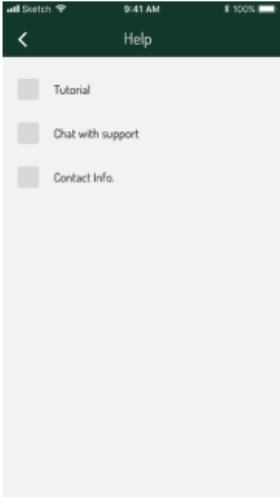 Sketch 9:41 AM 100%
Help
Tutorial
Chat with support
Contact Info.